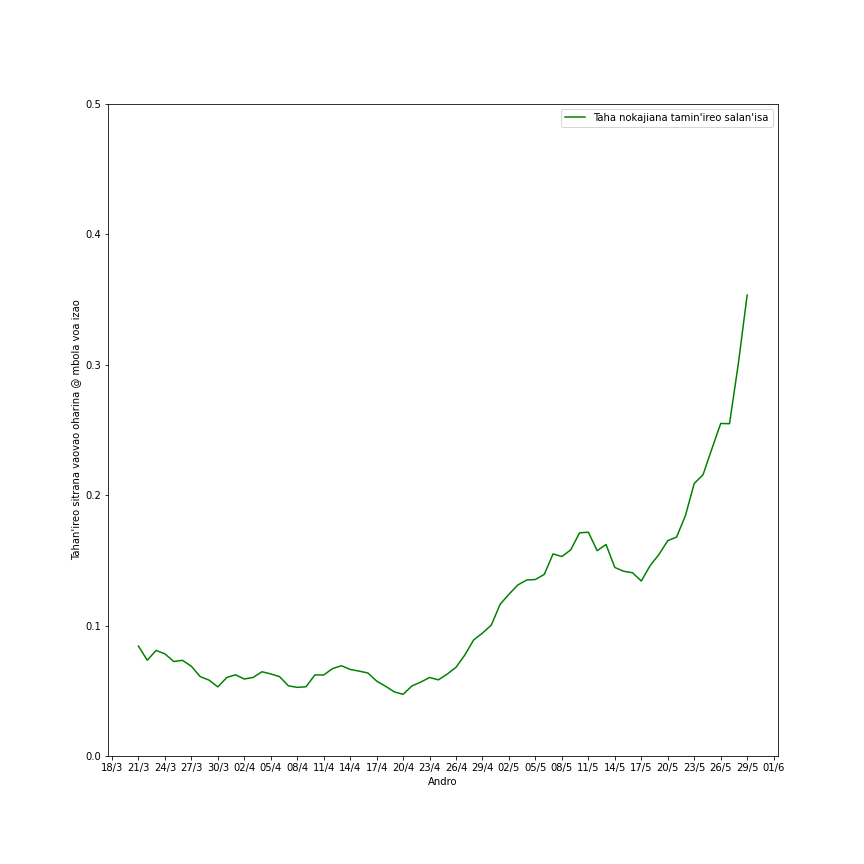 Taha nokajiana tamin'ireo salan'isa
Tahan'ireo sitrana vaovao oharina @ mbola voa izao
0.5
0.4
0.3
0.2
0.1
0.0
18/3 21/3 24/3 27/3 30/3 02/4 05/4 08/4 11/4 14/4 17/4 20/4 23/4 26/4 29/4 02/5 05/5 08/5 11/5 14/5 17/5 20/5 23/5 26/5 29/5 01/6
Andro